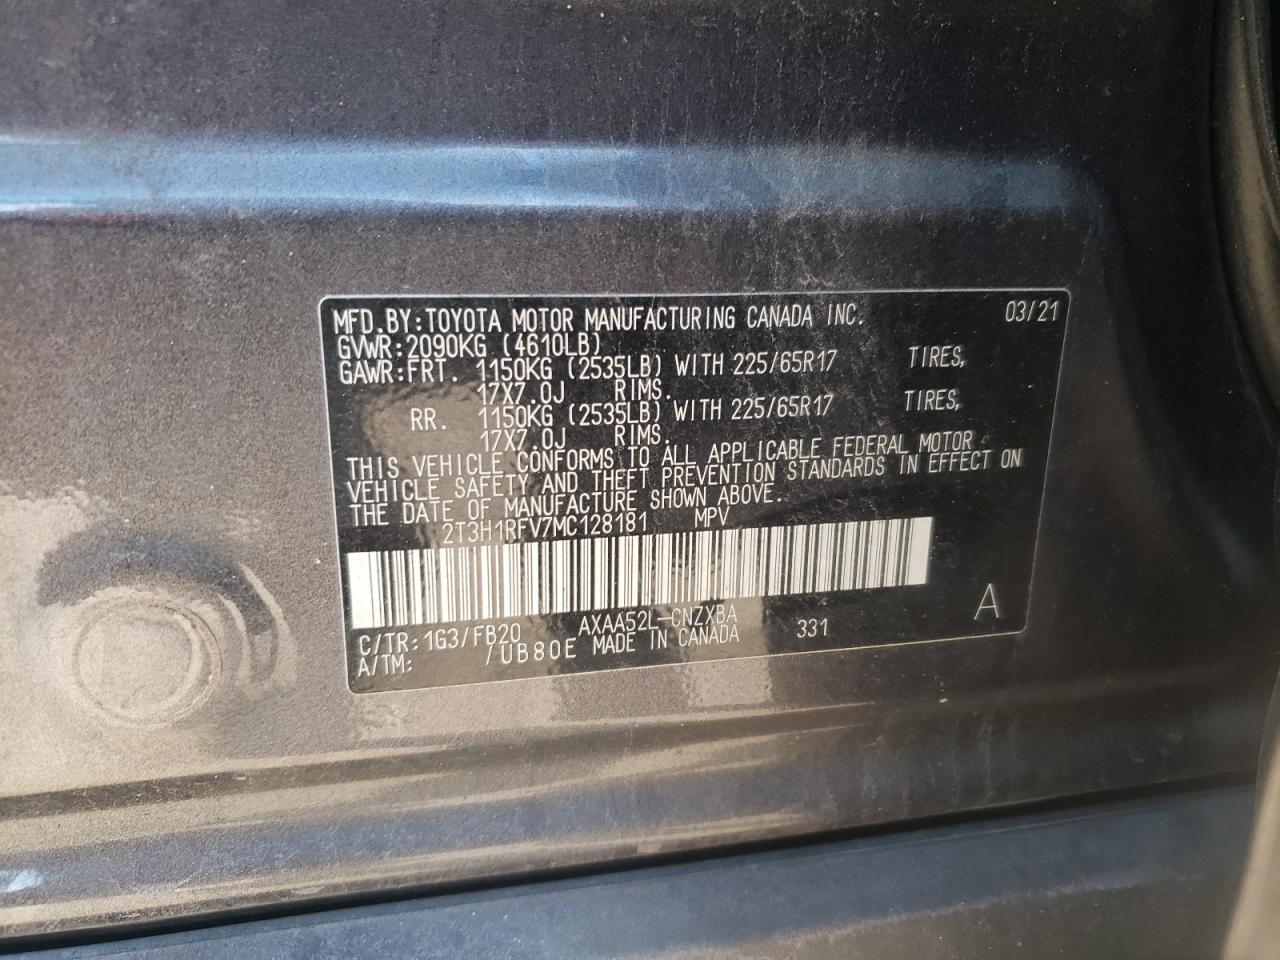 MFD.BY:TOYOTA MOTOR MANUFACTURING CANADA INC. 03/21
GVWR:2090KG (4610LB)
GAWR:FRT. 1150KG (2535LB) WITH 225/65R17 TIRES,
17X7.0J RIMS.
RR. 1150KG (2535LB) WITH 225/65R17 TIRES,
17X7.0J RIMS.
THIS VEHICLE CONFORMS TO ALL APPLICABLE FEDERAL MOTOR
VEHICLE SAFETY AND THEFT PREVENTION STANDARDS IN EFFECT ON
THE DATE OF MANUFACTURE SHOWN ABOVE.
2T3H1RFV7MC128181 MPV
AXAA52L-CNZXBA A
C/TR:1G3/FB20 MADE IN CANADA 331
A/TM: /UB80E